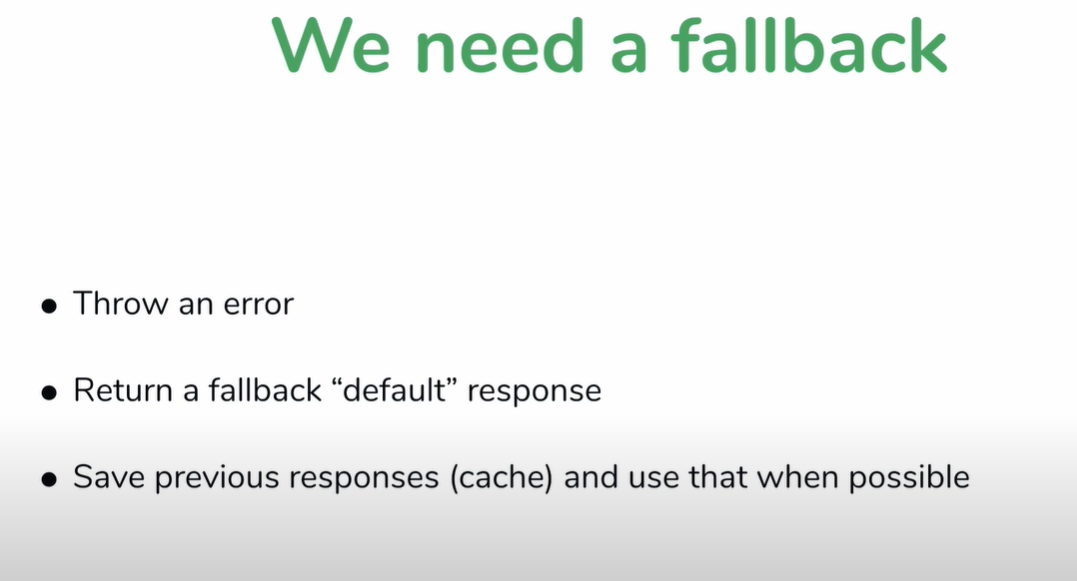 We need a fallback
● Throw an error
● Return a fallback “default” response
● Save previous responses (cache) and use that when possible